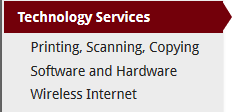 Technology Services
Printing, Scanning, Copying
Software and Hardware
Wireless Internet